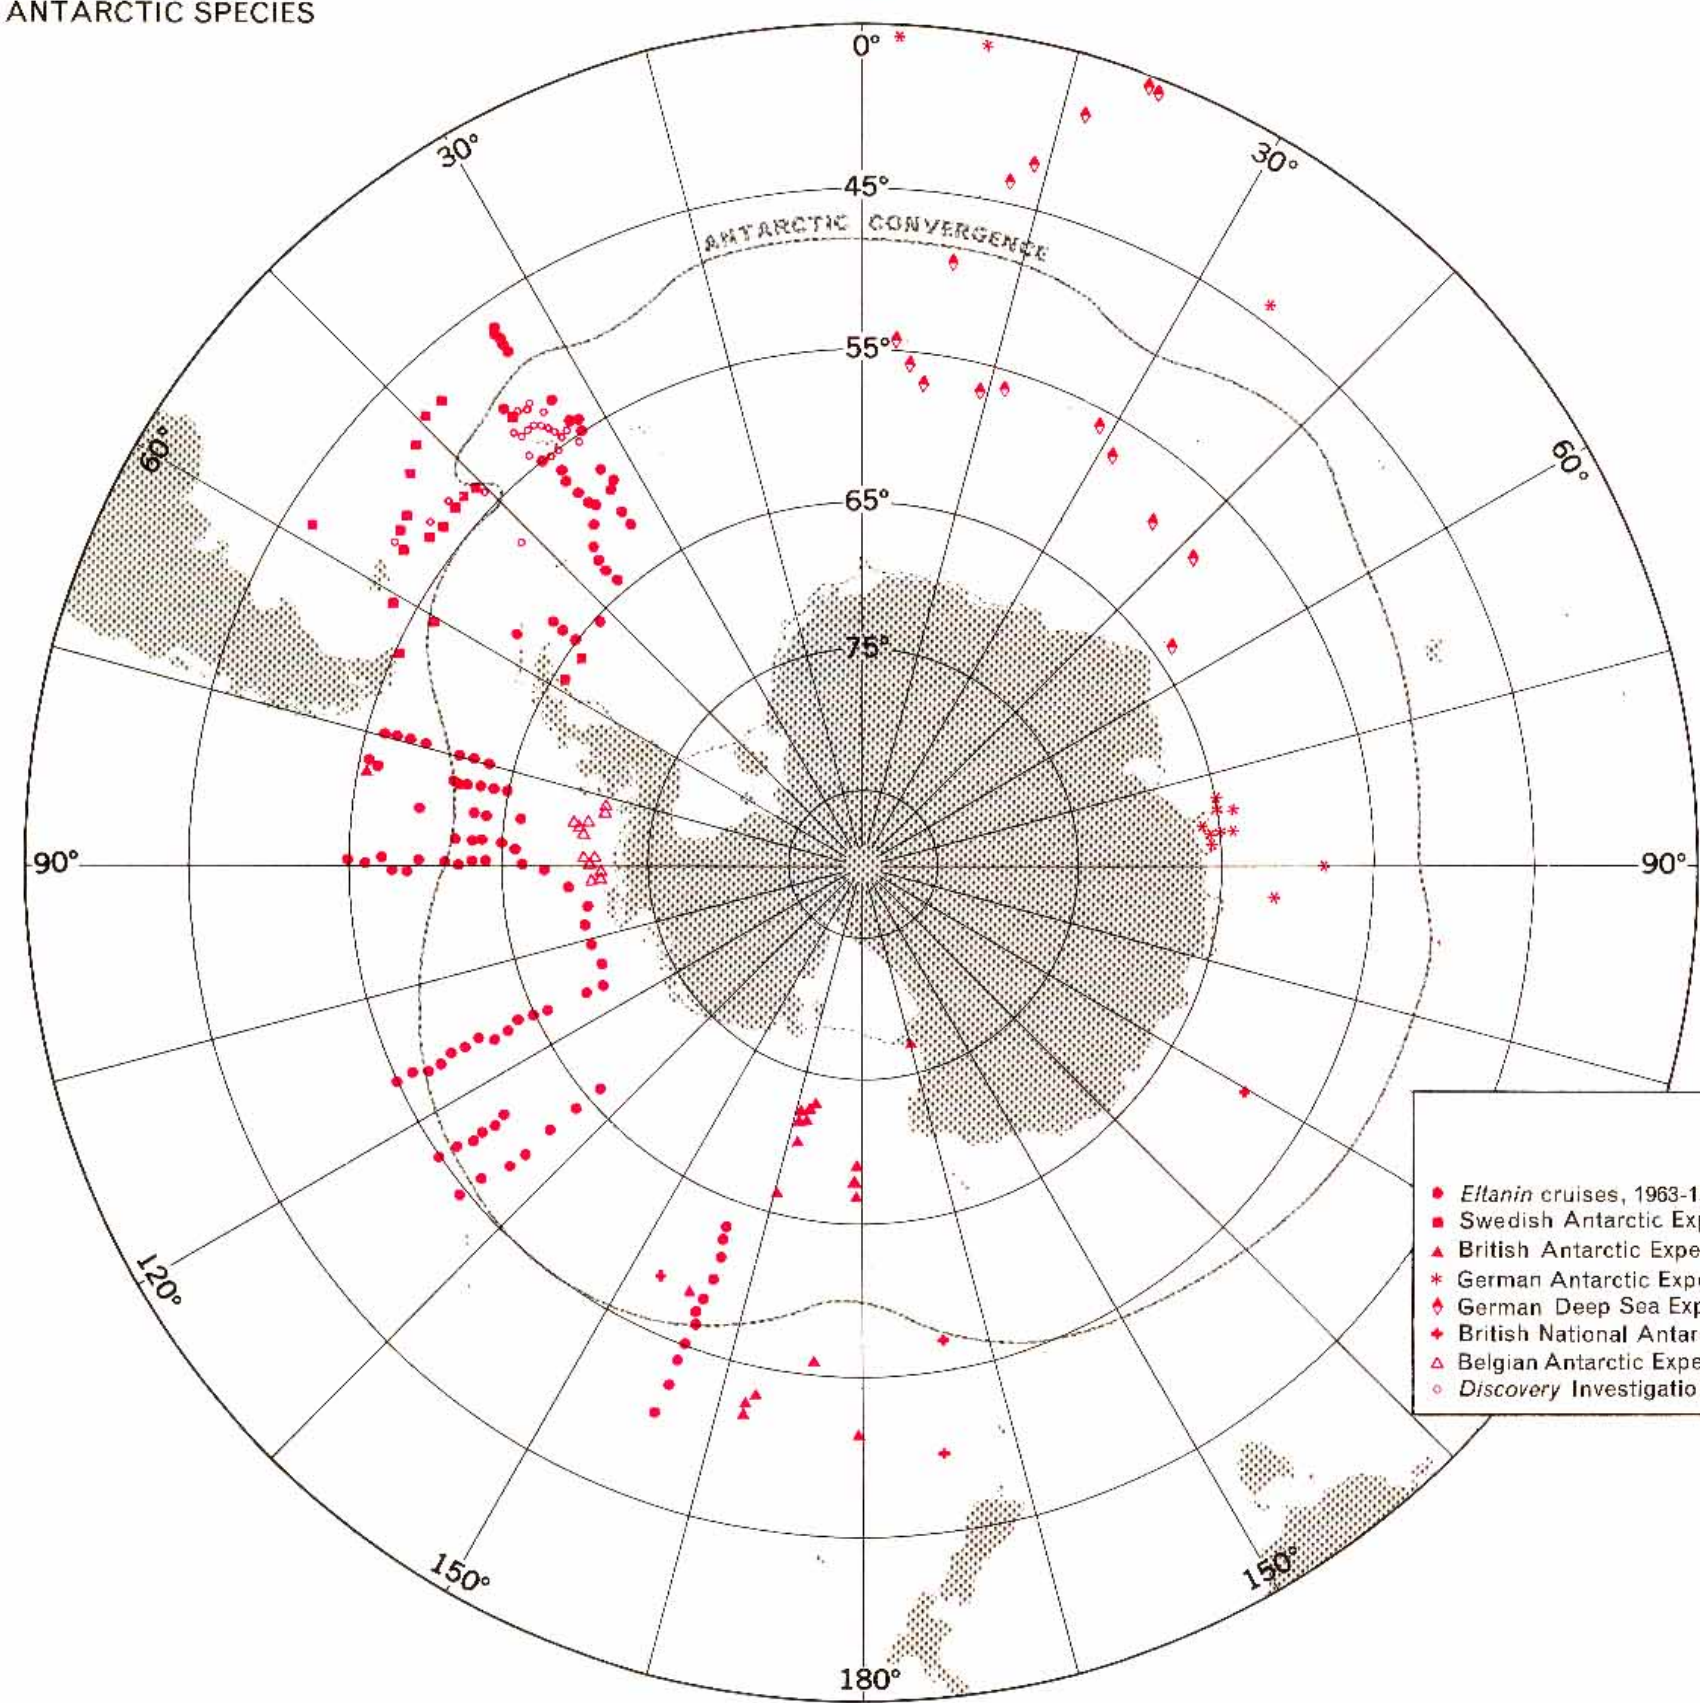 ANTARCTIC SPECIES
0°
30°
30°
45°
ANTARCTIC CONVERGENCE
55°
60°
60°
65°
75°
90°
90°
Eltanin cruises, 1963-1
Swedish Antarctic Exp
British Antarctic Expe
German Antarctic Expe
German Deep Sea Exp
British National Antar
Belgian Antarctic Expe
Discovery Investigatio
120°
150°
150°
180°